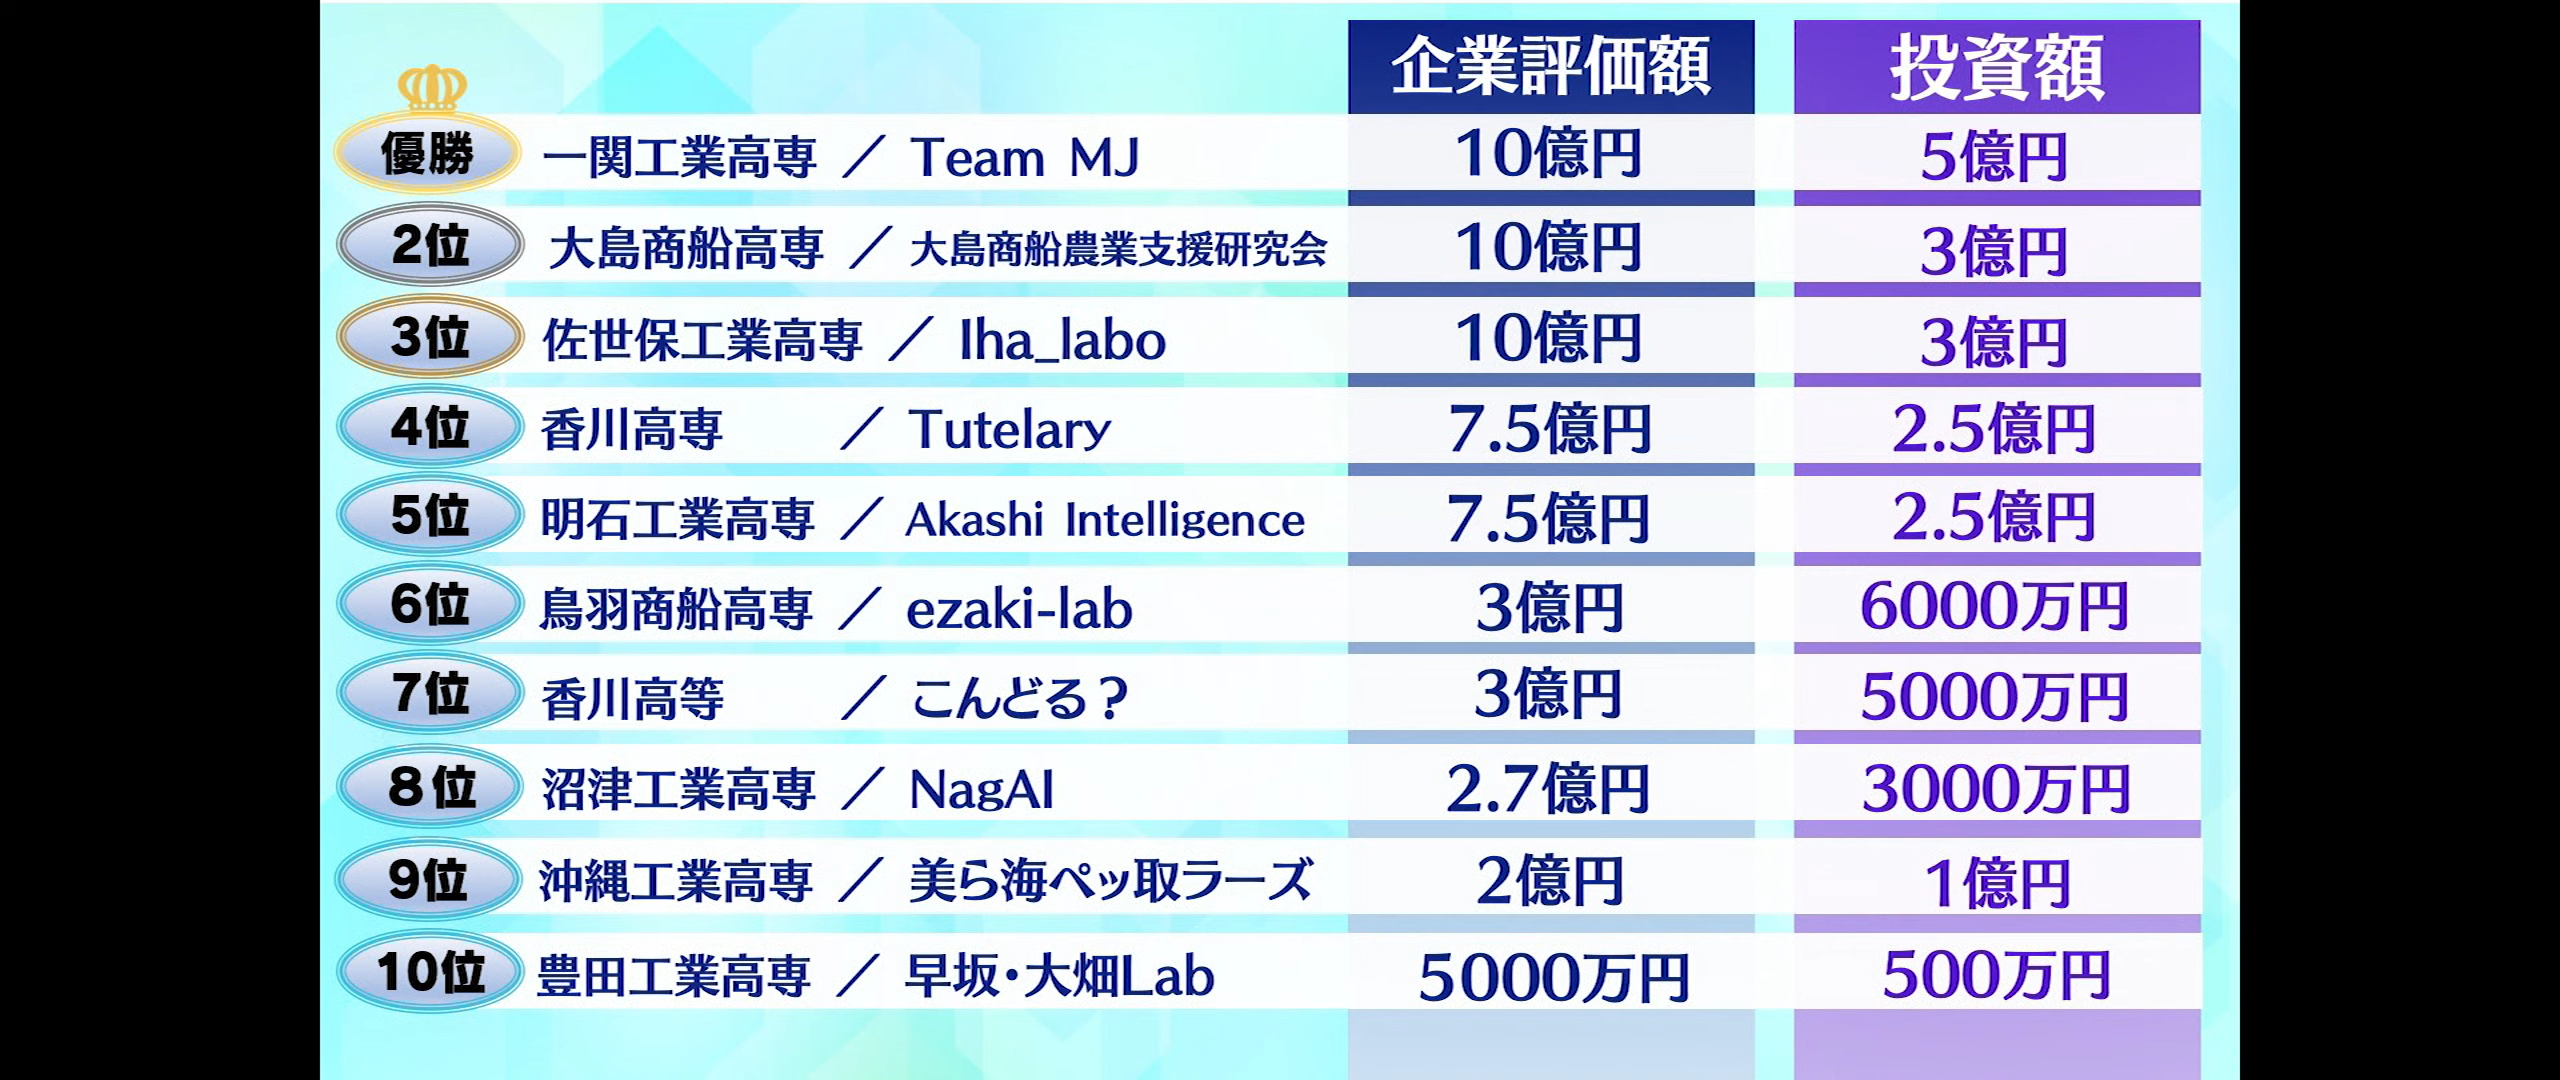 企業評価額 投資額
優勝 一関工業高専 ／ Team MJ 10億円 5億円
2位 大島商船高専 ／ 大島商船農業支援研究会 10億円 3億円
3位 佐世保工業高専 ／ Iha_labo 10億円 3億円
4位 香川高専 ／ Tutelary 7.5億円 2.5億円
5位 明石工業高専 ／ Akashi Intelligence 7.5億円 2.5億円
6位 鳥羽商船高専 ／ ezaki-lab 3億円 6000万円
7位 香川高等 ／ こんどる？ 3億円 5000万円
８位 沼津工業高専 ／ NagAI 2.7億円 3000万円
9位 沖縄工業高専 ／ 美ら海ペッ取ラーズ 2億円 1億円
10位 豊田工業高専 ／ 早坂・大畑Lab 5000万円 500万円